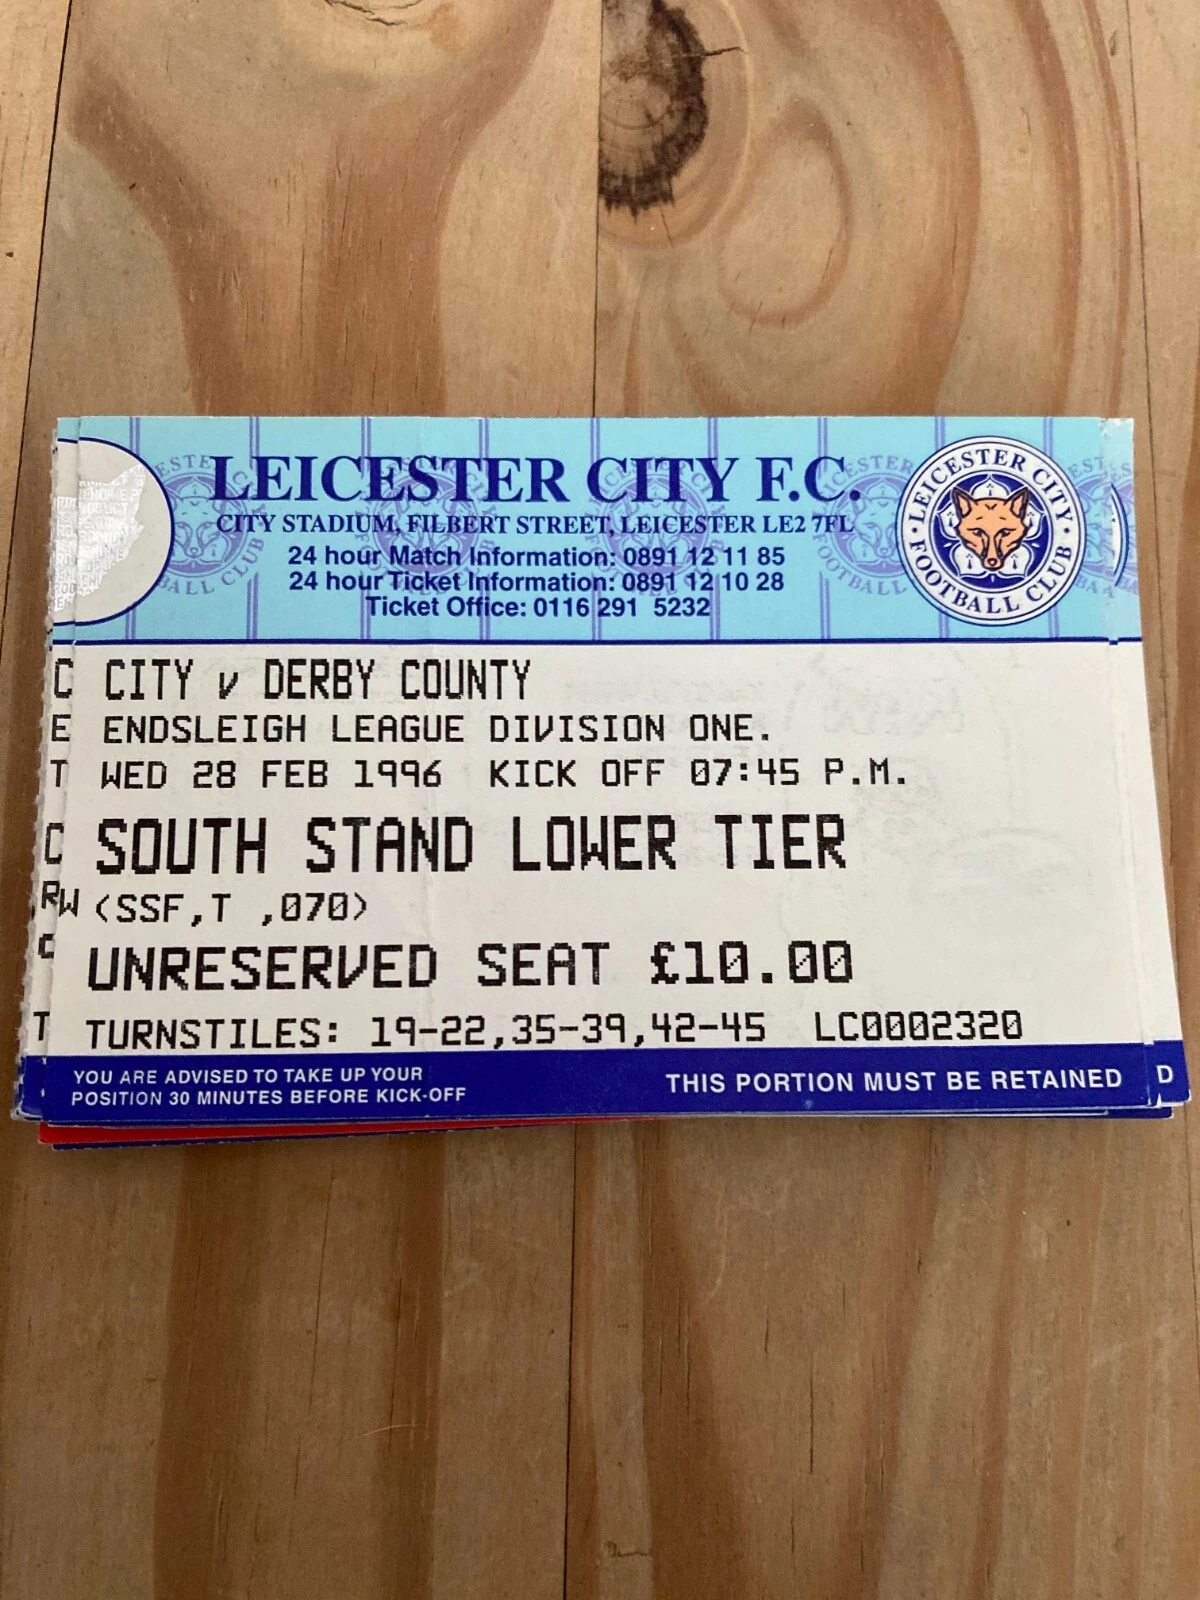 LEICESTER CITY F.C.
CITY STADIUM, FILBERT STREET, LEICESTER LE2 7FL
24 hour Match Information: 0891 12 11 85
24 hour Ticket Information: 0891 12 10 28
Ticket Office: 0116 291 5232
· LEICESTER CITY · FOOTBALL CLUB
C CITY v DERBY COUNTY
E ENDSLEIGH LEAGUE DIVISION ONE.
T WED 28 FEB 1996 KICK OFF 07:45 P.M.
C SOUTH STAND LOWER TIER
RW (SSF,T ,070)
UNRESERVED SEAT £10.00
T TURNSTILES: 19-22,35-39,42-45 LC0002320
YOU ARE ADVISED TO TAKE UP YOUR
POSITION 30 MINUTES BEFORE KICK-OFF
THIS PORTION MUST BE RETAINED D